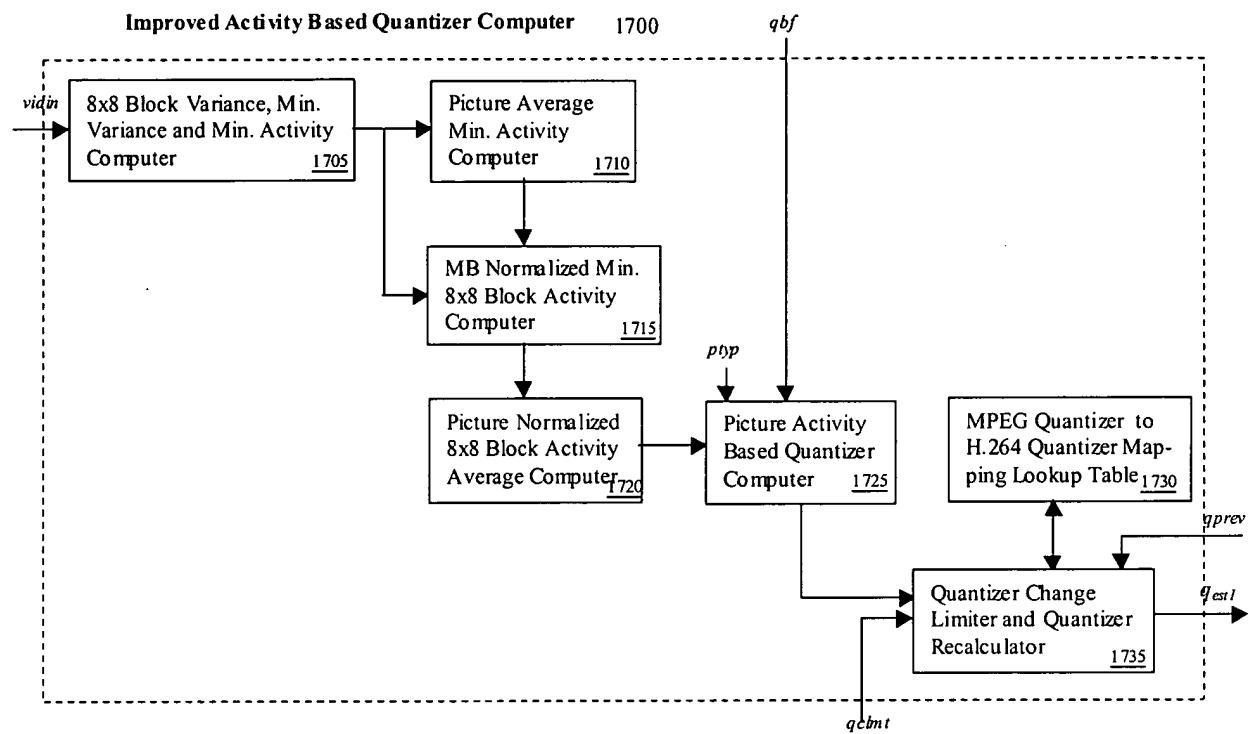 Improved Activity Based Quantizer Computer 1700
qbf
vidin
8x8 Block Variance, Min.
Variance and Min. Activity
Computer
1705
Picture Average
Min. Activity
Computer
1710
MB Normalized Min.
8x8 Block Activity
Computer
1715
ptyp
Picture Normalized
8x8 Block Activity
Average Computer
1720
Picture Activity
Based Quantizer
Computer
1725
MPEG Quantizer to
H.264 Quantizer Map-
ping Lookup Table
1730
qprev
Quantizer Change
Limiter and Quantizer
Recalculator
1735
qest1
qclmt